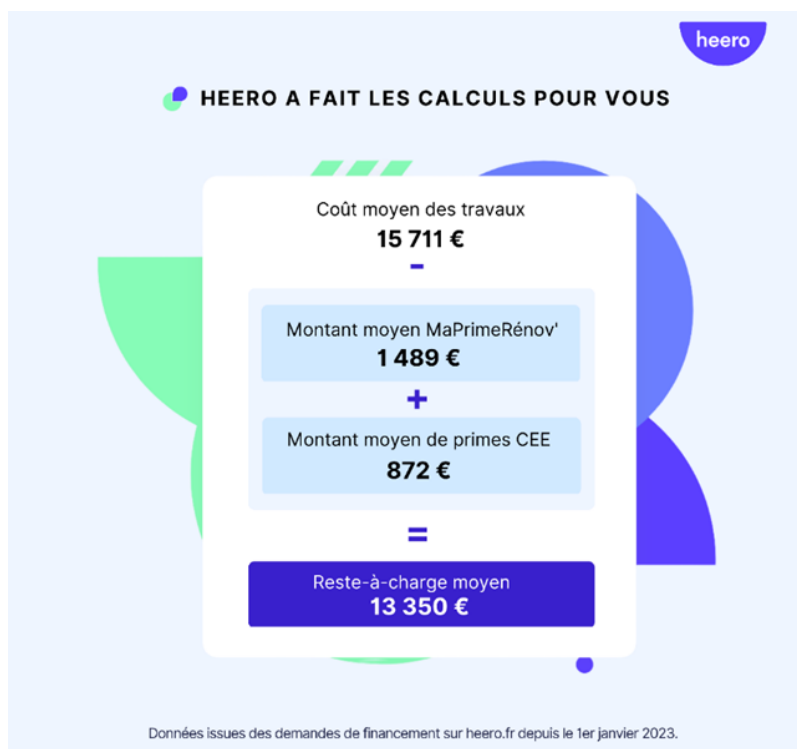 heero
HEERO A FAIT LES CALCULS POUR VOUS
Coût moyen des travaux
15 711 €
-
Montant moyen MaPrimeRénov'
1 489 €
+
Montant moyen de primes CEE
872 €
=
Reste-à-charge moyen
13 350 €
Données issues des demandes de financement sur heero.fr depuis le 1er janvier 2023.